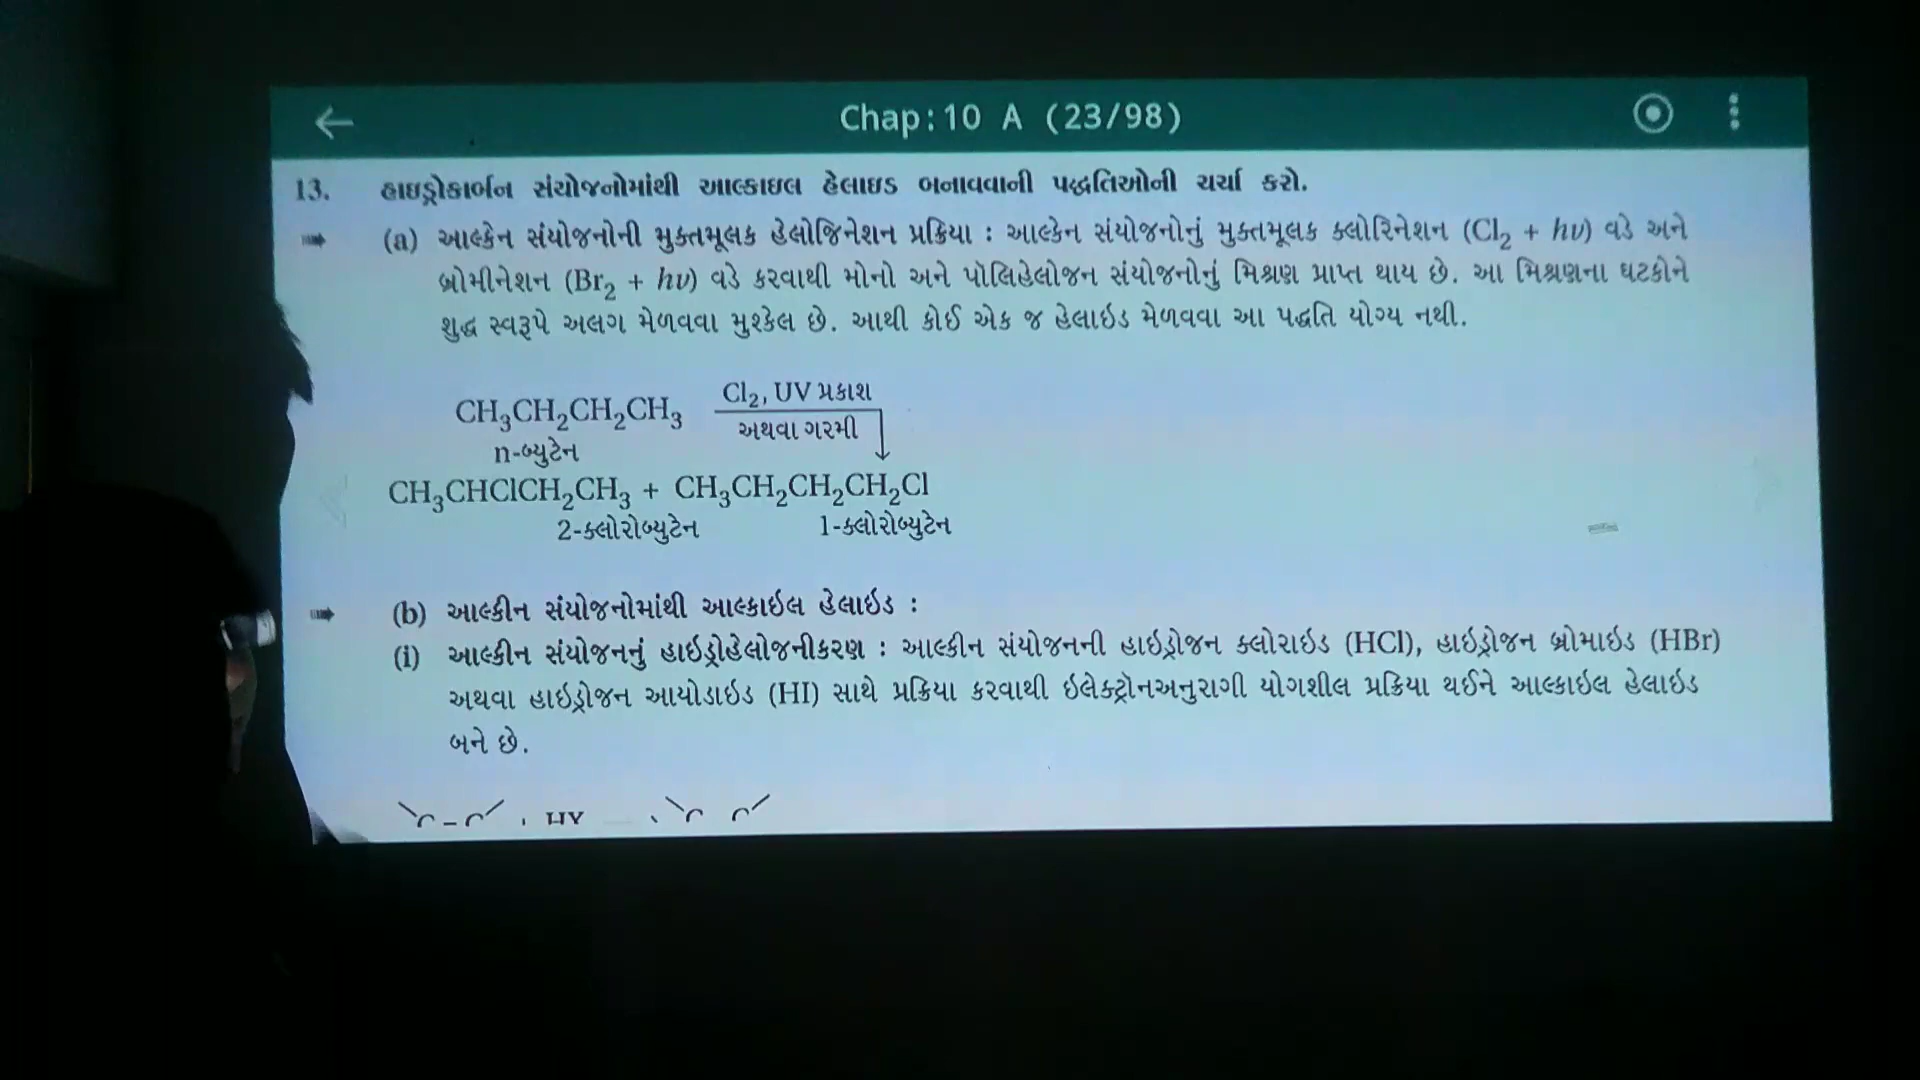 Chap:10 A (23/98)
13. હાઇડ્રોકાર્બન સંયોજનોમાંથી આલ્કાઇલ હેલાઇડ બનાવવાની પદ્ધતિઓની ચર્ચા કરો.
(a) આલ્કેન સંયોજનોની મુક્તમૂલક હેલોજિનેશન પ્રક્રિયા : આલ્કેન સંયોજનોનું મુક્તમૂલક ક્લોરિનેશન (Cl₂ + hυ) વડે અને
બ્રોમીનેશન (Br₂ + hυ) વડે કરવાથી મોનો અને પૉલિહેલોજન સંયોજનોનું મિશ્રણ પ્રાપ્ત થાય છે. આ મિશ્રણના ઘટકોને
શુદ્ધ સ્વરૂપે અલગ મેળવવા મુશ્કેલ છે. આથી કોઈ એક જ હેલાઇડ મેળવવા આ પદ્ધતિ યોગ્ય નથી.
CH₃CH₂CH₂CH₃ Cl₂, UV પ્રકાશ
અથવા ગરમી
n-બ્યુટેન
CH₃CHClCH₂CH₃ + CH₃CH₂CH₂CH₂Cl
2-ક્લોરોબ્યુટેન 1-ક્લોરોબ્યુટેન
(b) આલ્કીન સંયોજનોમાંથી આલ્કાઇલ હેલાઇડ :
(i) આલ્કીન સંયોજનનું હાઇડ્રોહેલોજનીકરણ : આલ્કીન સંયોજનની હાઇડ્રોજન ક્લોરાઇડ (HCl), હાઇડ્રોજન બ્રોમાઇડ (HBr)
અથવા હાઇડ્રોજન આયોડાઇડ (HI) સાથે પ્રક્રિયા કરવાથી ઇલેક્ટ્રૉનઅનુરાગી યોગશીલ પ્રક્રિયા થઈને આલ્કાઇલ હેલાઇડ
બને છે.